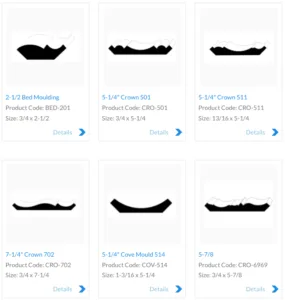 2-1/2 Bed Moulding
Product Code: BED-201
Size: 3/4 x 2-1/2
Details
5-1/4" Crown 501
Product Code: CRO-501
Size: 3/4 x 5-1/4
Details
5-1/4" Crown 511
Product Code: CRO-511
Size: 13/16 x 5-1/4
Details
7-1/4" Crown 702
Product Code: CRO-702
Size: 3/4 x 7-1/4
Details
5-1/4" Cove Mould 514
Product Code: COV-514
Size: 1-3/16 x 5-1/4
Details
5-7/8
Product Code: CRO-6969
Size: 3/4 x 5-7/8
Details